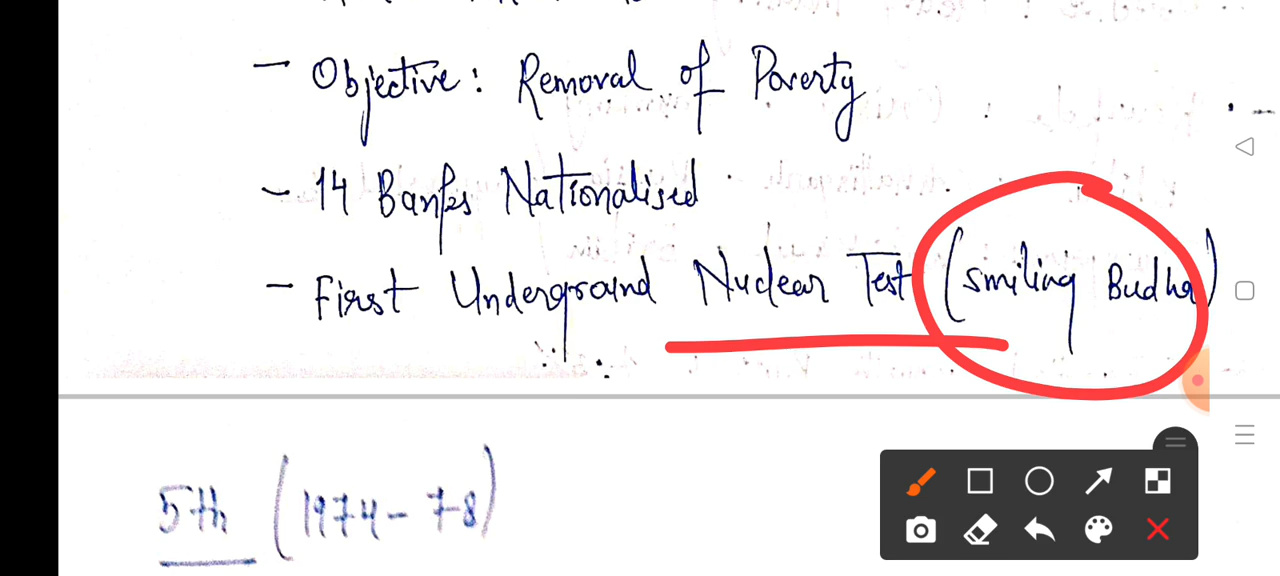 - Objective: Removal of Poverty
- 14 Banks Nationalised
- First Underground Nuclear Test (Smiling Budha)
5th (1974-78)